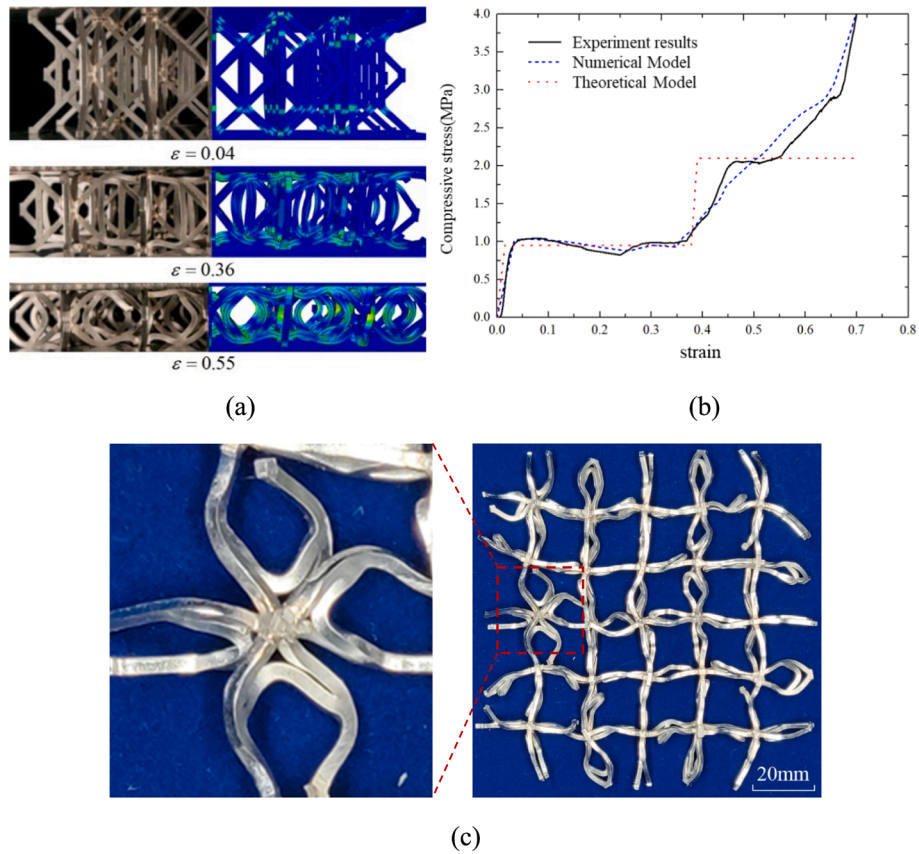 ε = 0.04
ε = 0.36
ε = 0.55
(a)
4.0
3.5
3.0
2.5
2.0
1.5
1.0
0.5
0.0
Compressive stress(MPa)
Experiment results
Numerical Model
Theoretical Model
0.0 0.1 0.2 0.3 0.4 0.5 0.6 0.7 0.8
strain
(b)
20mm
(c)